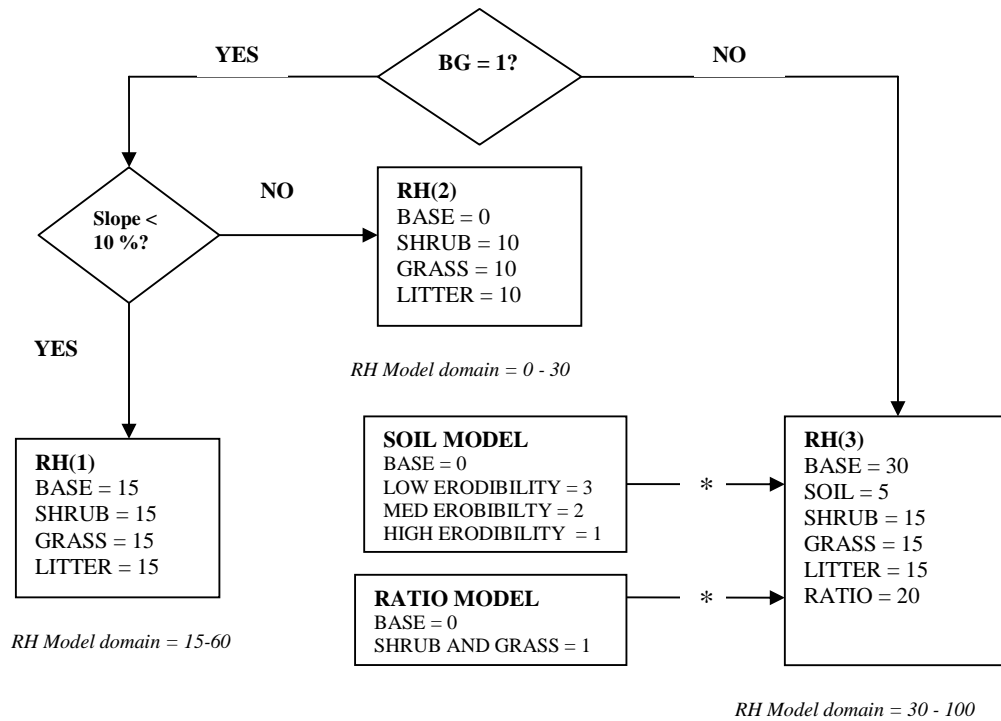 BG = 1?
YES
NO
Slope <
10 %?
NO
YES
RH(2)
BASE = 0
SHRUB = 10
GRASS = 10
LITTER = 10
RH Model domain = 0 - 30
RH(1)
BASE = 15
SHRUB = 15
GRASS = 15
LITTER = 15
RH Model domain = 15-60
SOIL MODEL
BASE = 0
LOW ERODIBILITY = 3
MED EROBIBILTY = 2
HIGH ERODIBILITY = 1
*
RATIO MODEL
BASE = 0
SHRUB AND GRASS = 1
*
RH(3)
BASE = 30
SOIL = 5
SHRUB = 15
GRASS = 15
LITTER = 15
RATIO = 20
RH Model domain = 30 - 100